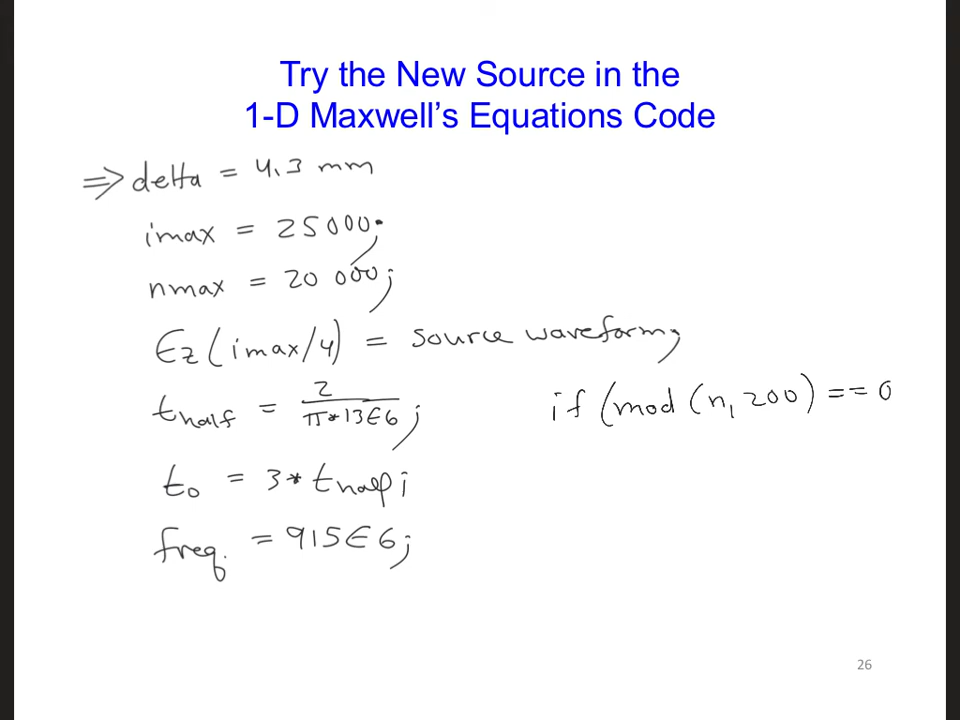 Try the New Source in the
1-D Maxwell's Equations Code
⇒ delta = 4.3 mm
imax = 25000;
nmax = 20 000;
Ez(imax/4) = source waveform;
thalf = 2/(π*13E6);
if (mod(n,200) == 0
t0 = 3*thalf;
freq. = 915E6;
26